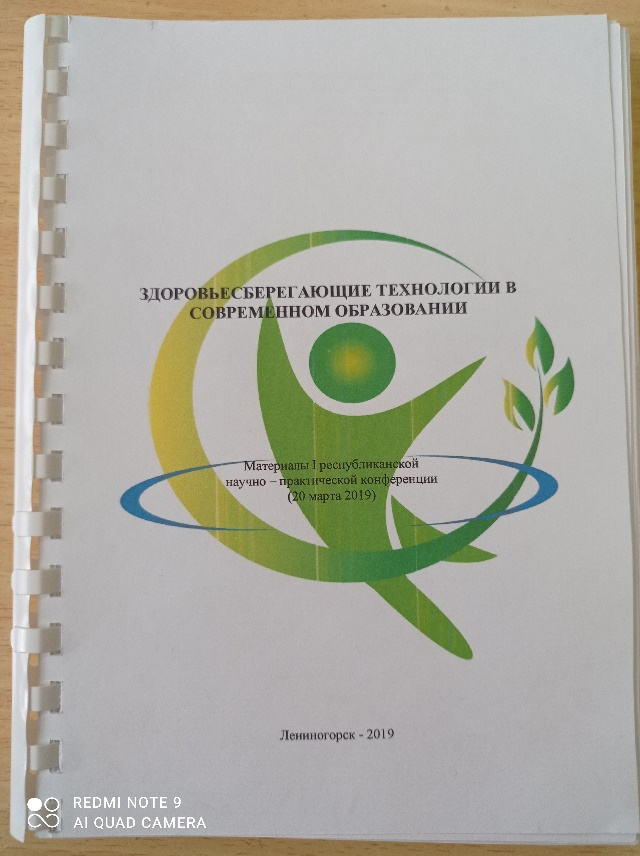 ЗДОРОВЬЕСБЕРЕГАЮЩИЕ ТЕХНОЛОГИИ В
СОВРЕМЕННОМ ОБРАЗОВАНИИ
Материалы I республиканской
научно – практической конференции
(20 марта 2019)
Лениногорск - 2019
REDMI NOTE 9
AI QUAD CAMERA